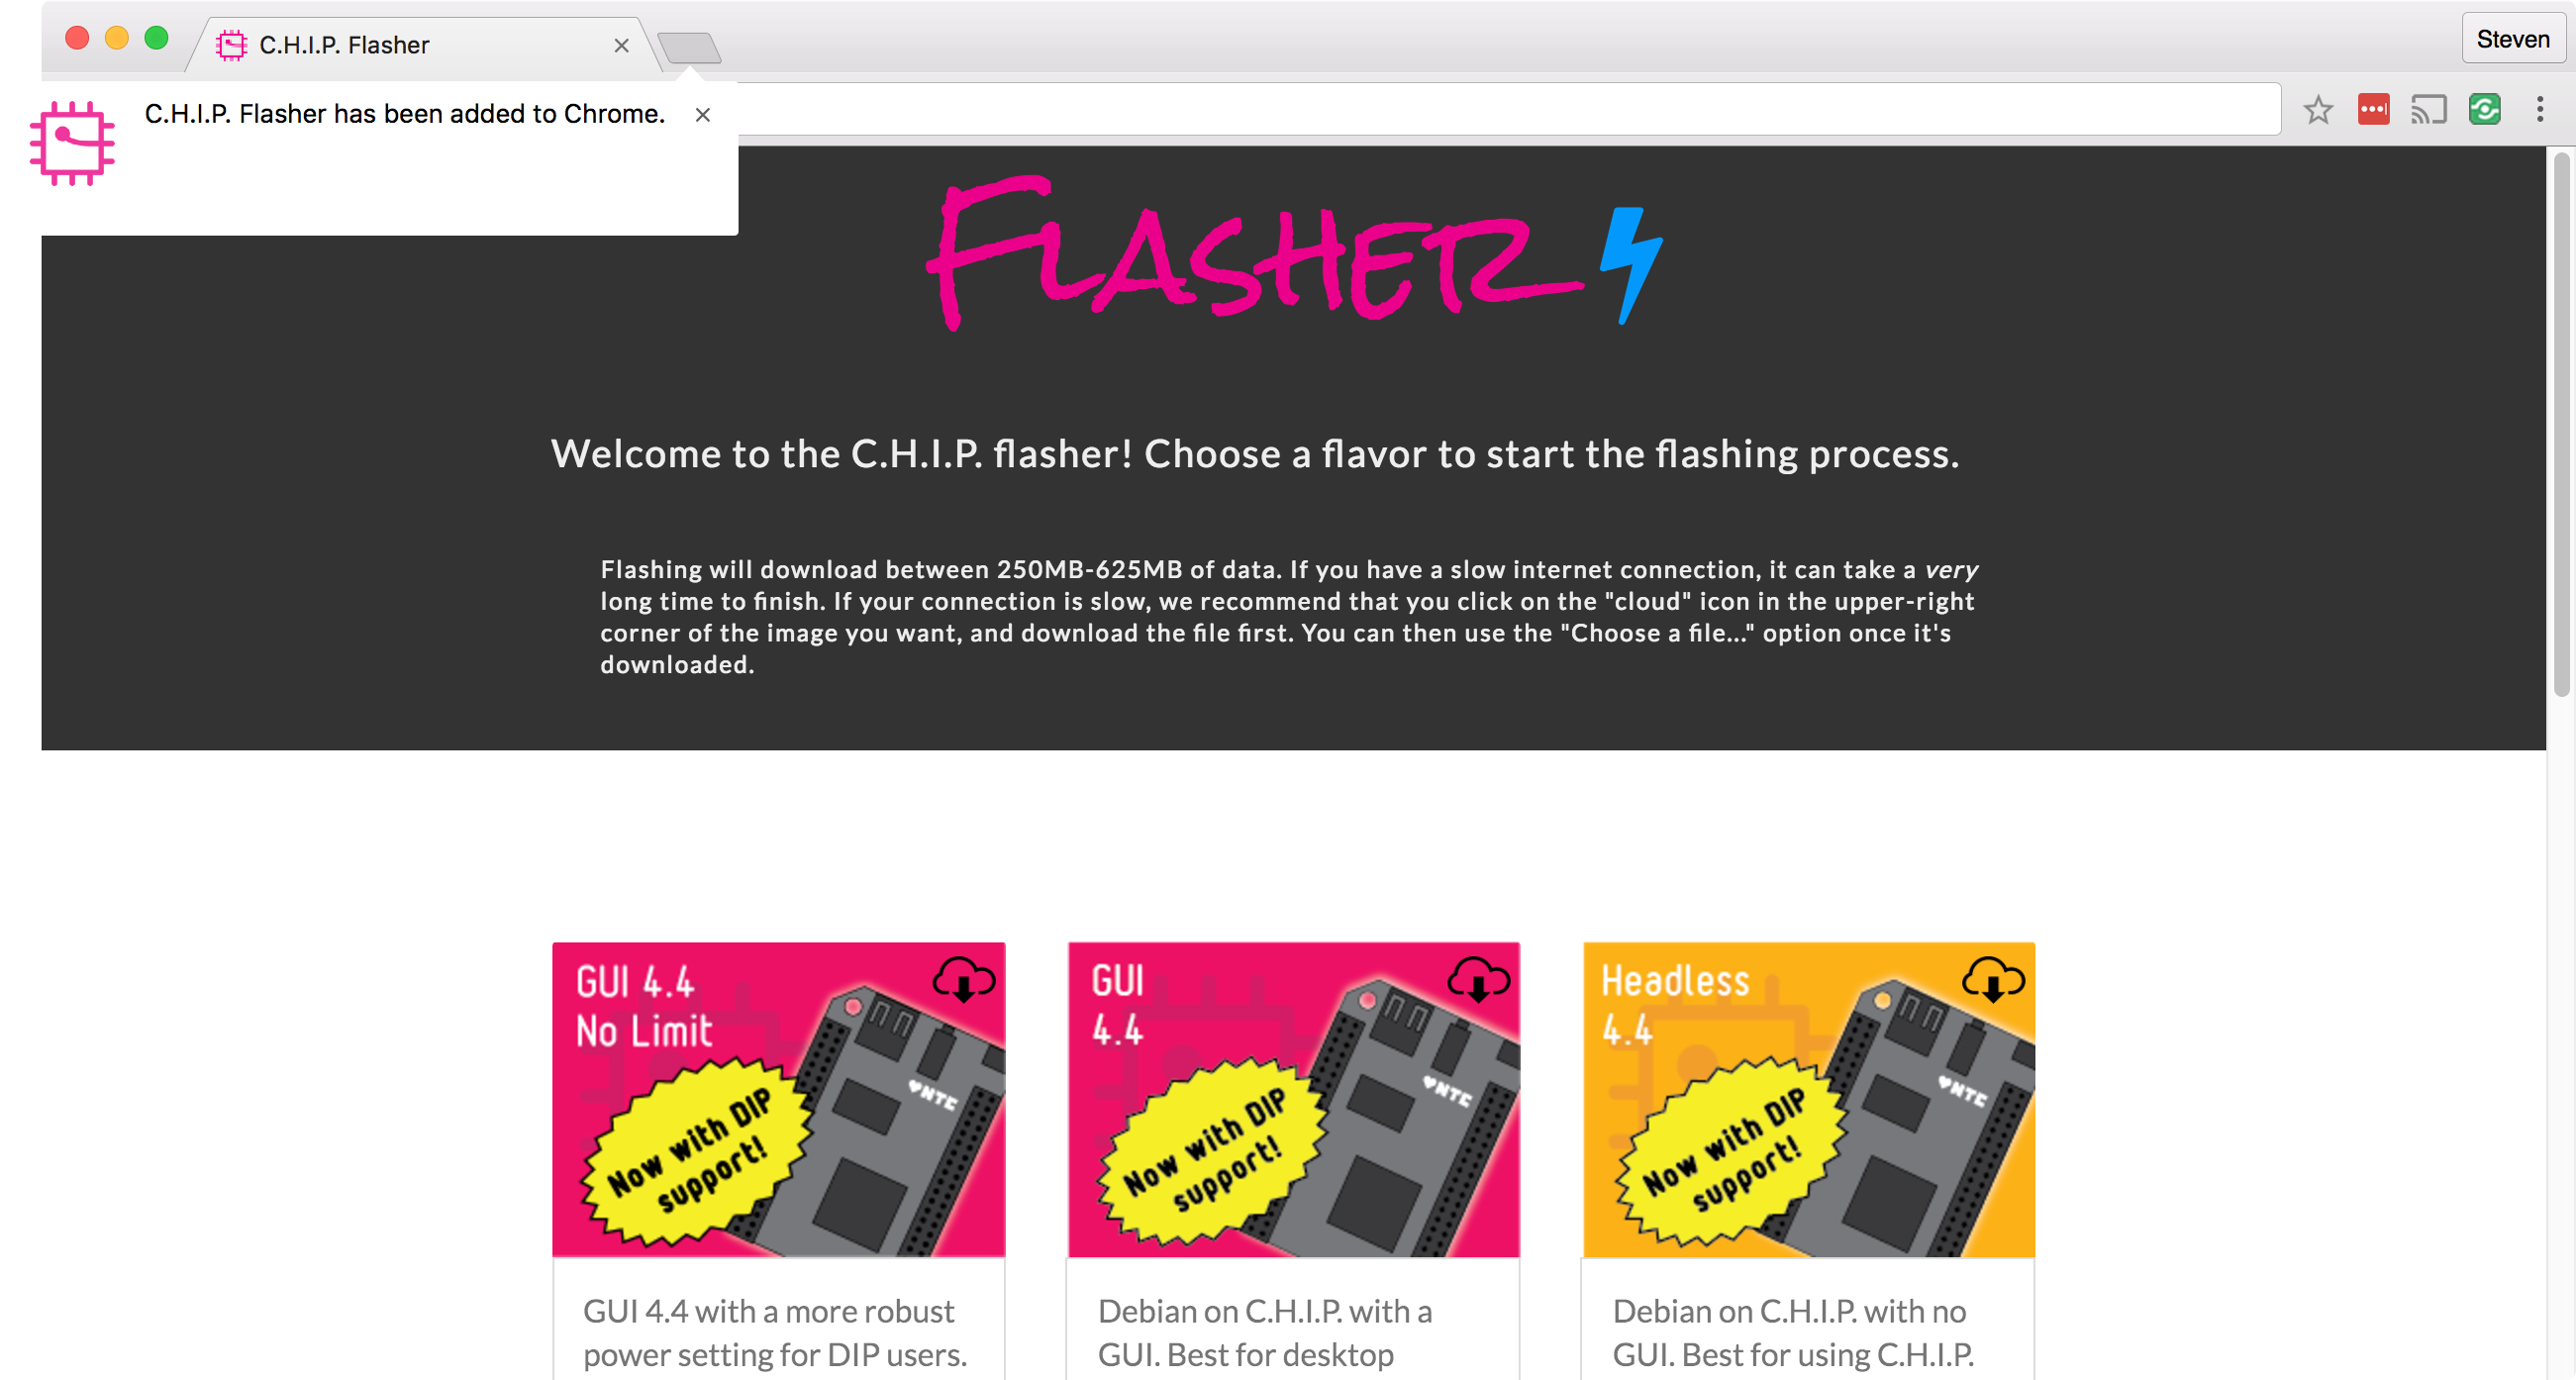 C.H.I.P. Flasher
Steven
C.H.I.P. Flasher has been added to Chrome.
FLASHER
Welcome to the C.H.I.P. flasher! Choose a flavor to start the flashing process.
Flashing will download between 250MB-625MB of data. If you have a slow internet connection, it can take a very
long time to finish. If your connection is slow, we recommend that you click on the "cloud" icon in the upper-right
corner of the image you want, and download the file first. You can then use the "Choose a file..." option once it's
downloaded.
GUI 4.4
No Limit
NTC
Now with DIP
support!
GUI 4.4 with a more robust
power setting for DIP users.
GUI
4.4
NTC
Now with DIP
support!
Debian on C.H.I.P. with a
GUI. Best for desktop
Headless
4.4
NTC
Now with DIP
support!
Debian on C.H.I.P. with no
GUI. Best for using C.H.I.P.